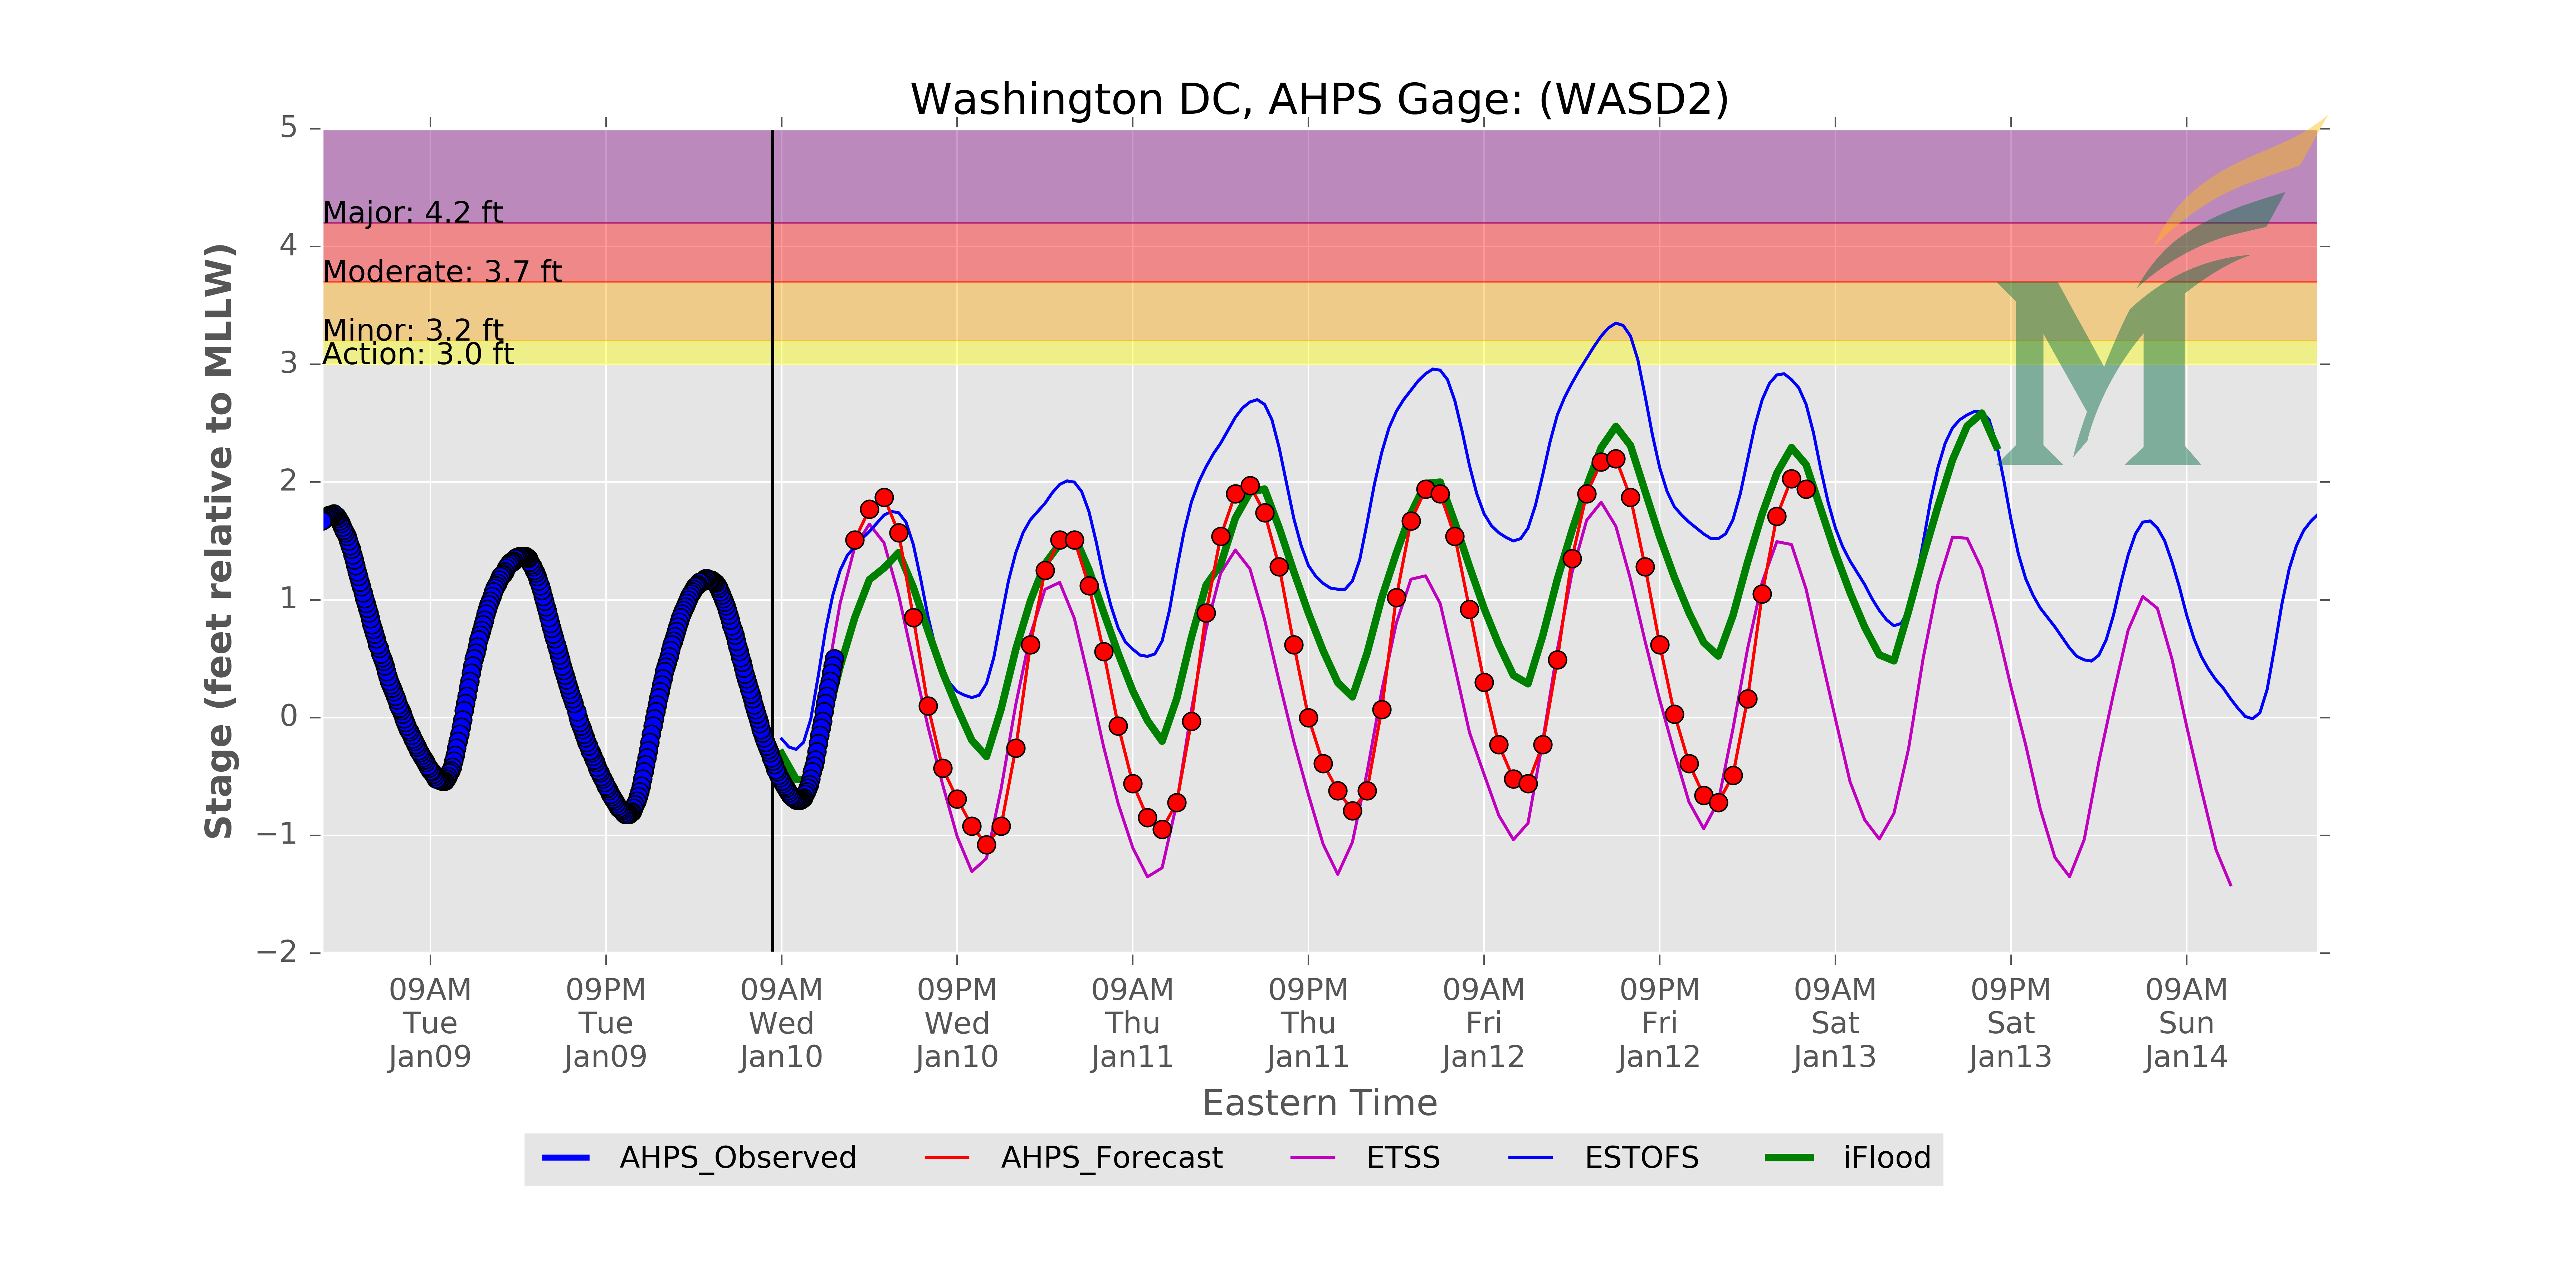 Washington DC, AHPS Gage: (WASD2)
5
4
3
2
1
0
−1
−2
Stage (feet relative to MLLW)
Major: 4.2 ft
Moderate: 3.7 ft
Minor: 3.2 ft
Action: 3.0 ft
M
09AM 09PM 09AM 09PM 09AM 09PM 09AM 09PM 09AM 09PM 09AM
Tue Tue Wed Wed Thu Thu Fri Fri Sat Sat Sun
Jan09 Jan09 Jan10 Jan10 Jan11 Jan11 Jan12 Jan12 Jan13 Jan13 Jan14
Eastern Time
AHPS_Observed AHPS_Forecast ETSS ESTOFS iFlood